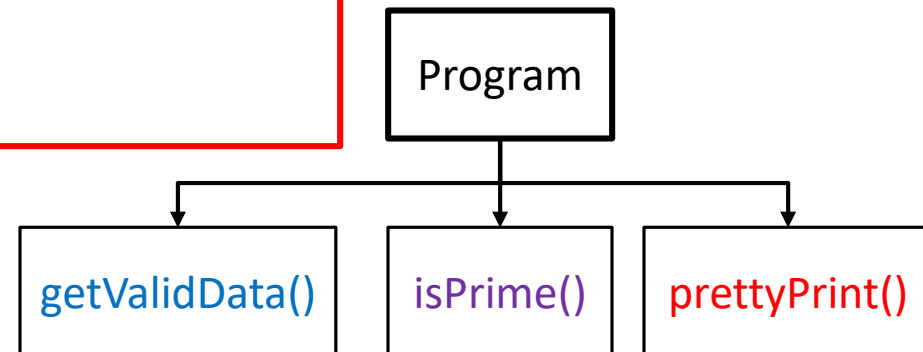 Program
getValidData()
isPrime()
prettyPrint()